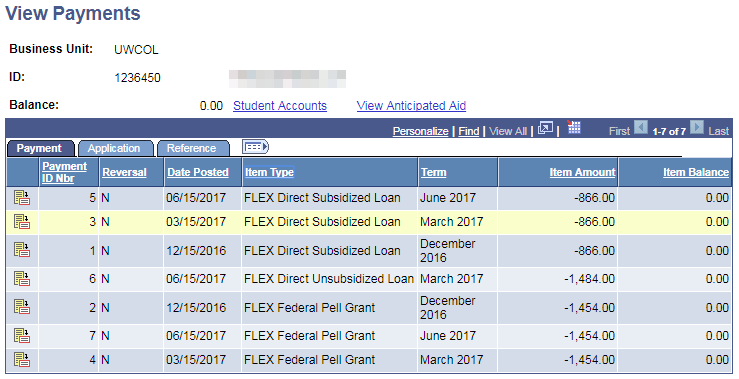 View Payments
Business Unit: UWCOL
ID: 1236450
Balance: 0.00 Student Accounts View Anticipated Aid
Personalize | Find | View All | | First 1-7 of 7 Last
Payment Application Reference
Payment ID Nbr Reversal Date Posted Item Type Term Item Amount Item Balance
5 N 06/15/2017 FLEX Direct Subsidized Loan June 2017 -866.00 0.00
3 N 03/15/2017 FLEX Direct Subsidized Loan March 2017 -866.00 0.00
1 N 12/15/2016 FLEX Direct Subsidized Loan December 2016 -866.00 0.00
6 N 06/15/2017 FLEX Direct Unsubsidized Loan March 2017 -1,484.00 0.00
2 N 12/15/2016 FLEX Federal Pell Grant December 2016 -1,454.00 0.00
7 N 06/15/2017 FLEX Federal Pell Grant June 2017 -1,454.00 0.00
4 N 03/15/2017 FLEX Federal Pell Grant March 2017 -1,454.00 0.00